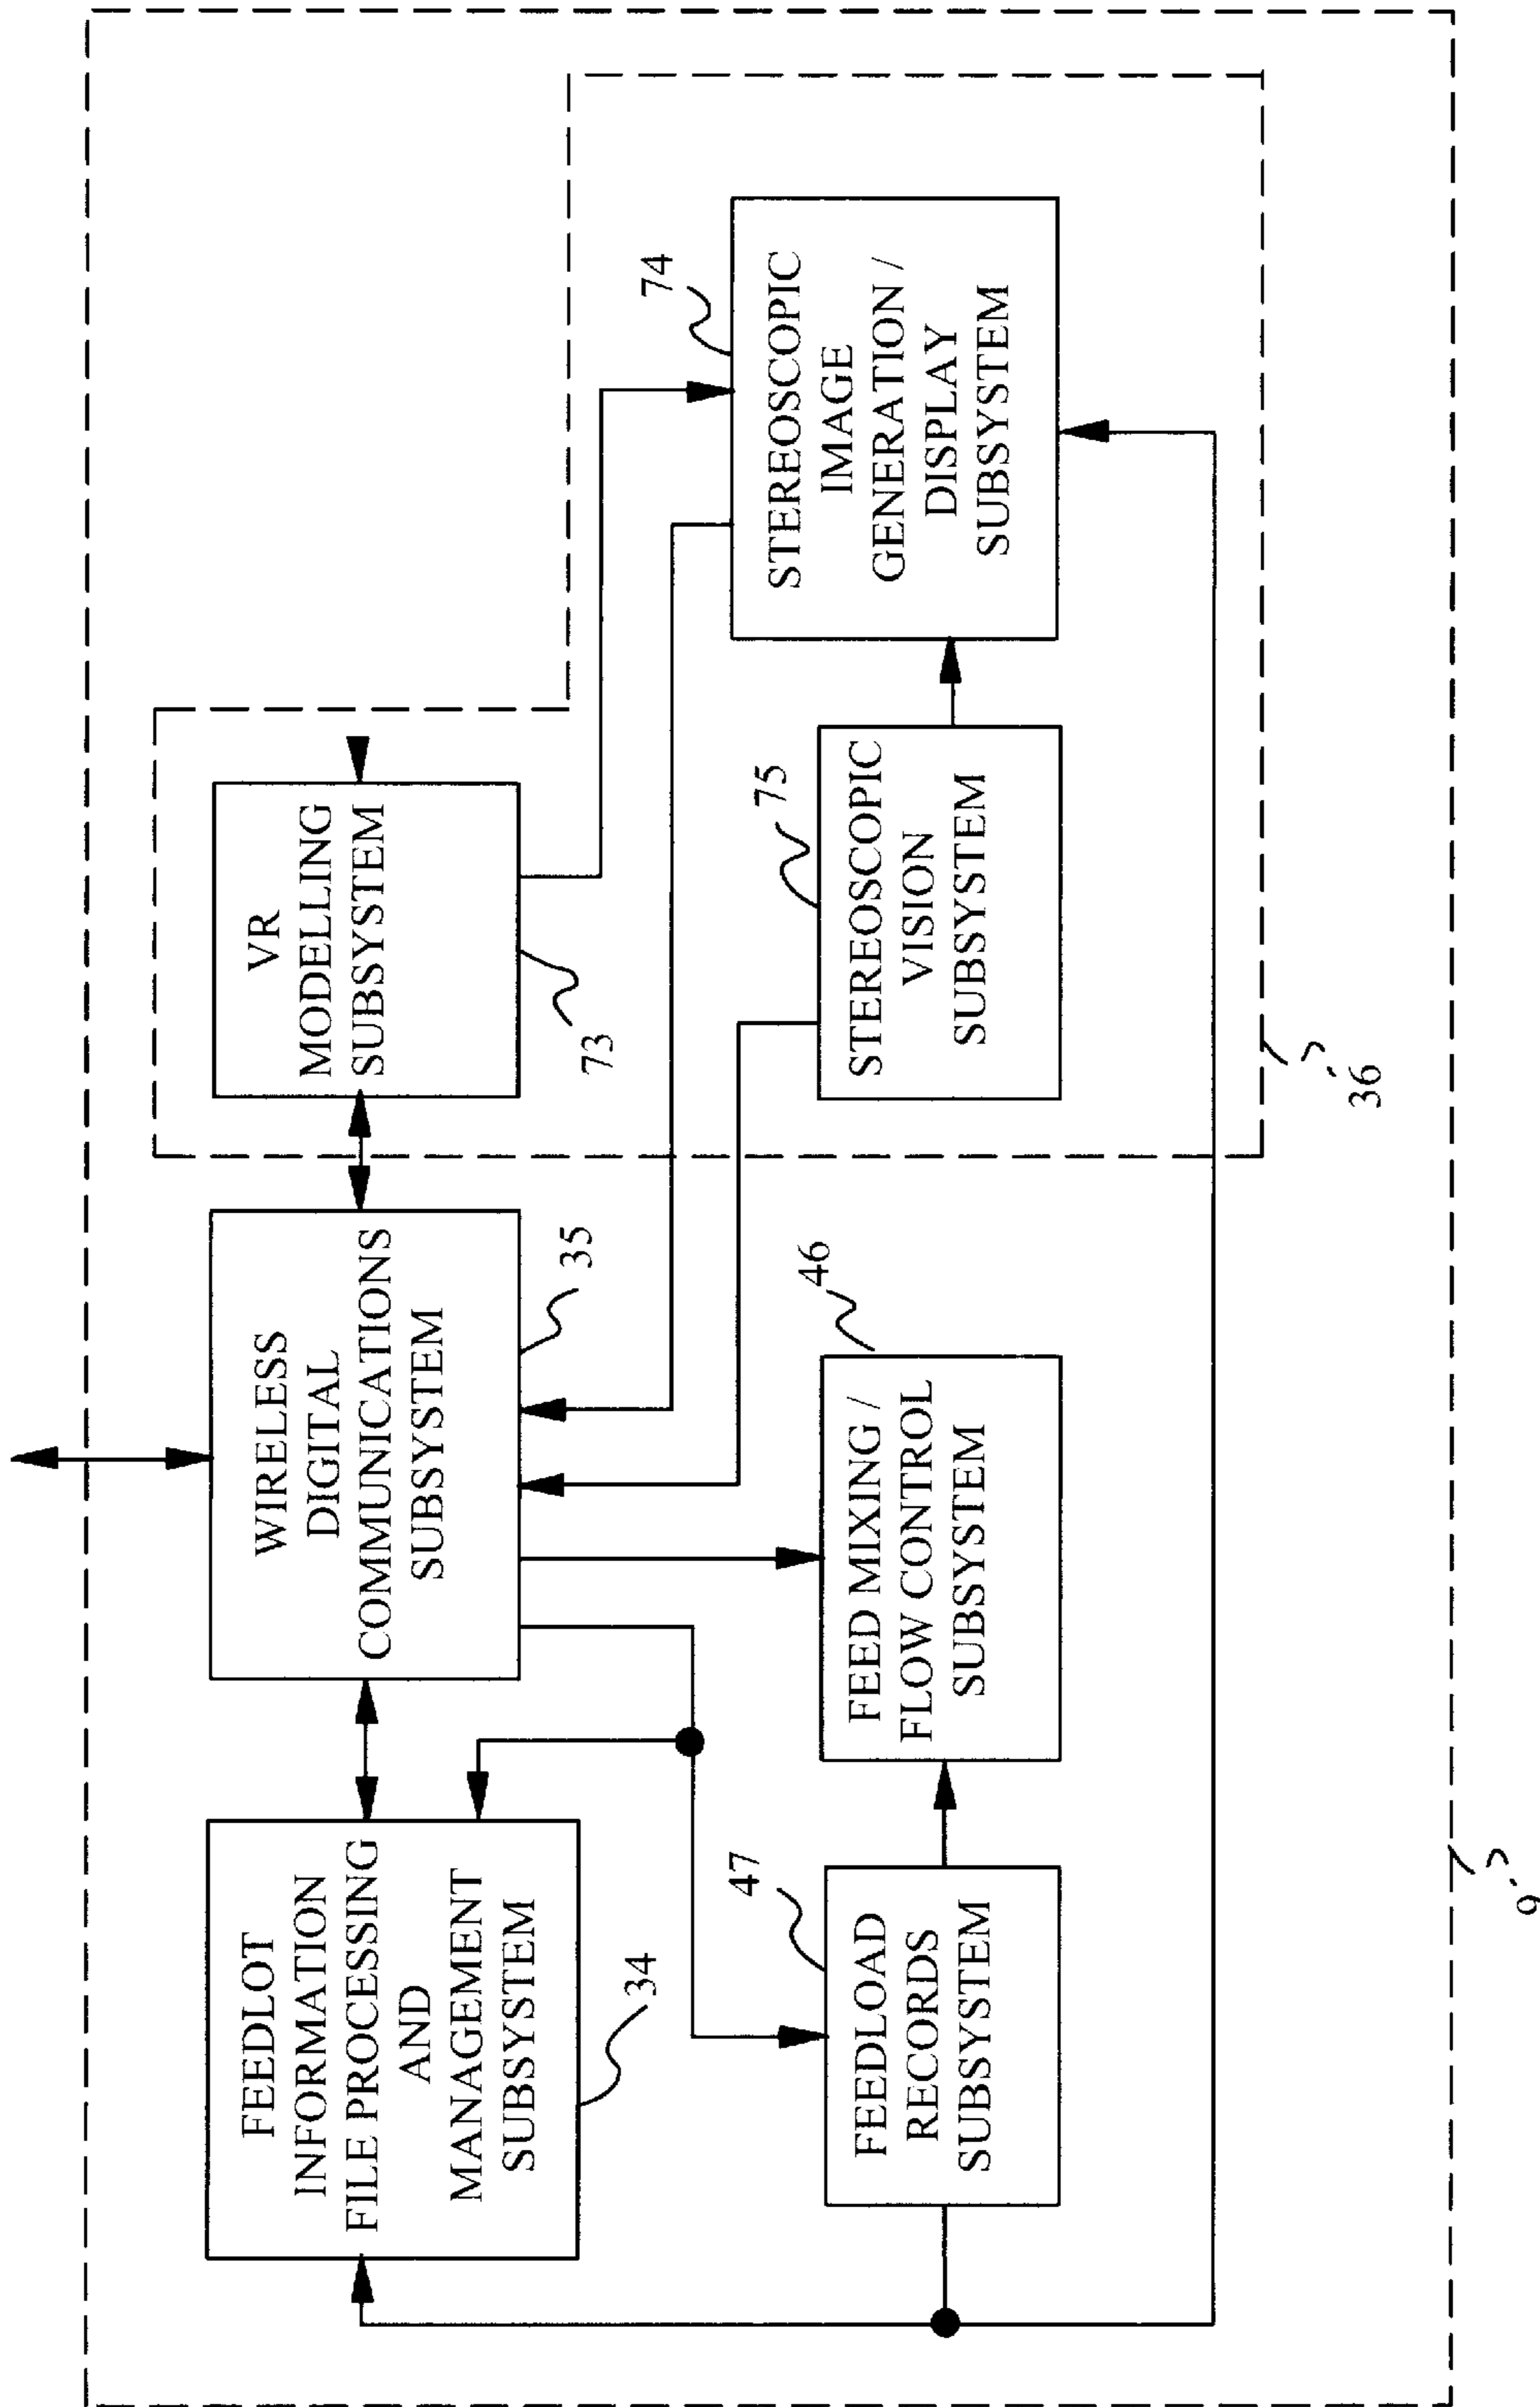 FEEDLOT
INFORMATION
FILE PROCESSING
AND
MANAGEMENT
SUBSYSTEM
34
WIRELESS
DIGITAL
COMMUNICATIONS
SUBSYSTEM
35
VR
MODELLING
SUBSYSTEM
73
FEEDLOAD
RECORDS
SUBSYSTEM
47
FEED MIXING /
FLOW CONTROL
SUBSYSTEM
46
STEREOSCOPIC
VISION
SUBSYSTEM
75
STEREOSCOPIC
IMAGE
GENERATION /
DISPLAY
SUBSYSTEM
74
36
9